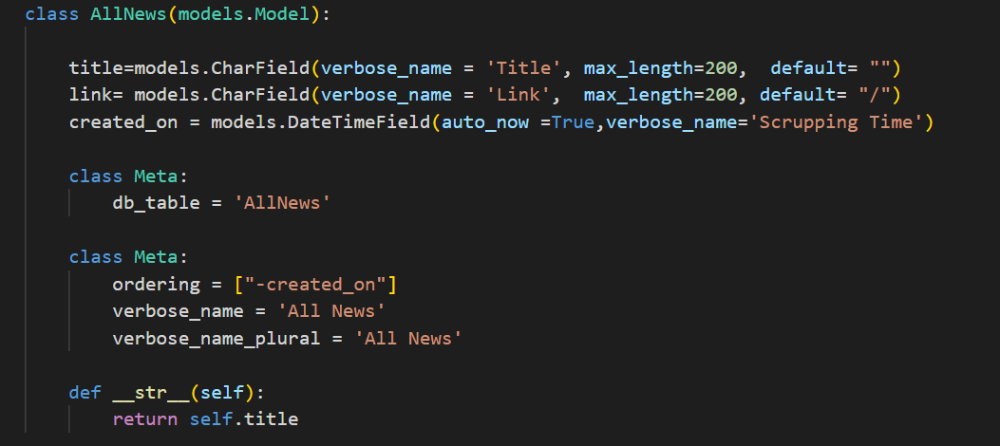 class AllNews(models.Model):
title=models.CharField(verbose_name = 'Title', max_length=200,  default= "")
link= models.CharField(verbose_name = 'Link',  max_length=200, default= "/")
created_on = models.DateTimeField(auto_now =True,verbose_name='Scrupping Time')
class Meta:
db_table = 'AllNews'
class Meta:
ordering = ["-created_on"]
verbose_name = 'All News'
verbose_name_plural = 'All News'
def __str__(self):
return self.title